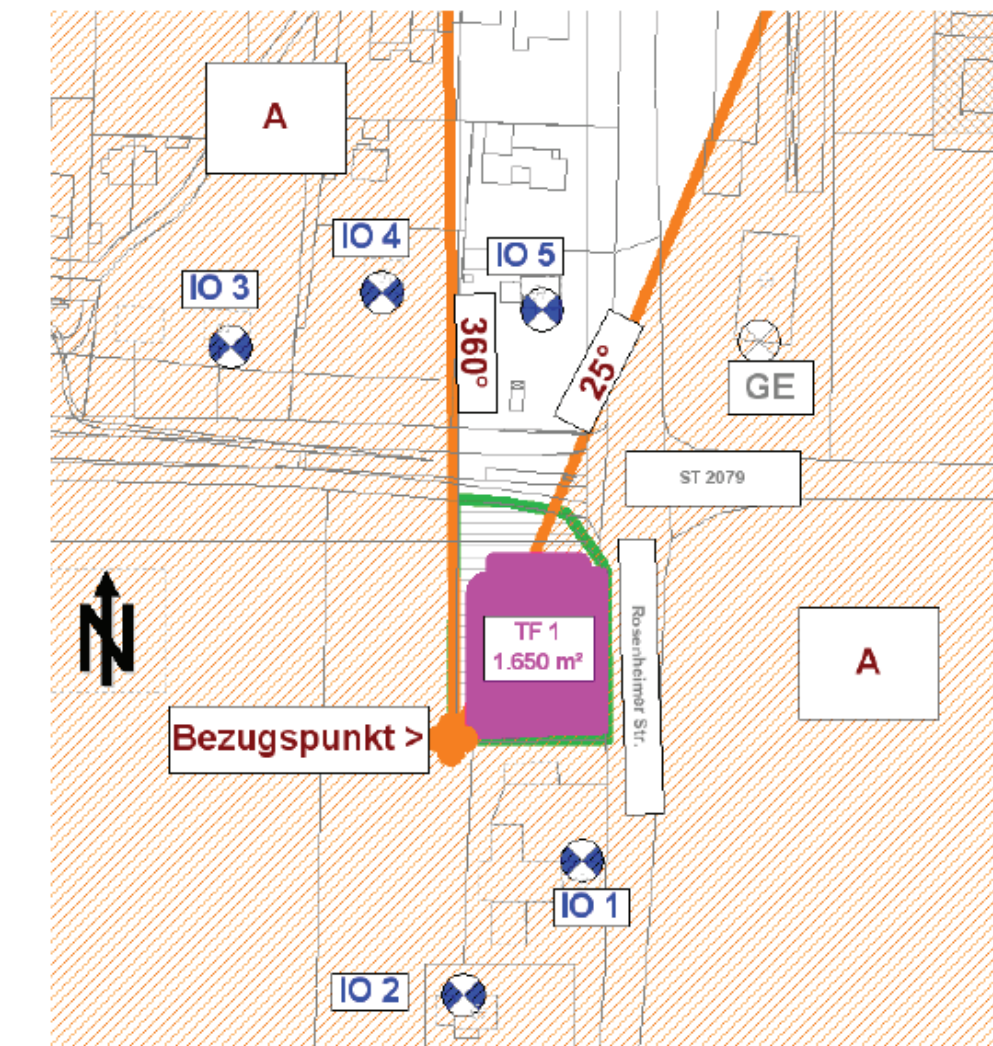 A
IO 4
IO 5
IO 3
360°
25°
GE
ST 2079
N
TF 1
1.650 m²
Rosenheimer Str.
A
Bezugspunkt >
IO 1
IO 2